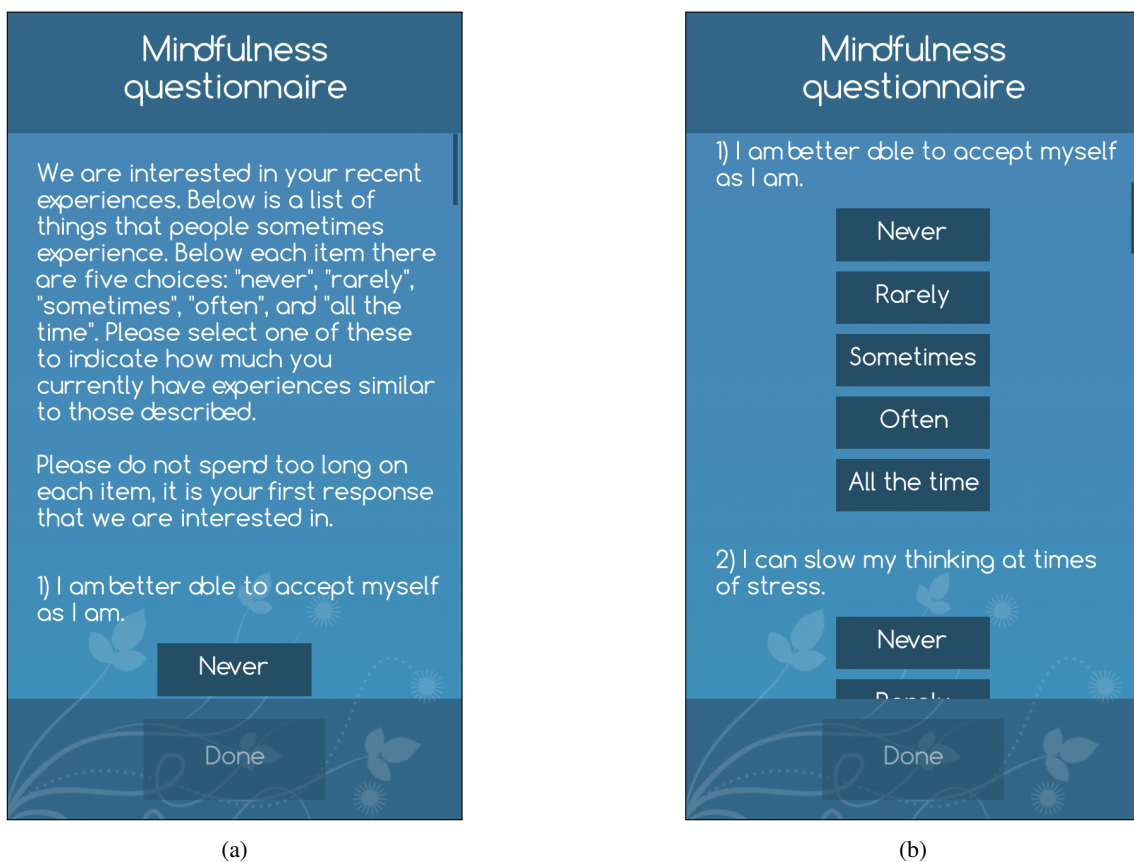 Mindfulness
questionnaire
We are interested in your recent
experiences. Below is a list of
things that people sometimes
experience. Below each item there
are five choices: "never", "rarely",
"sometimes", "often", and "all the
time". Please select one of these
to indicate how much you
currently have experiences similar
to those described.
Please do not spend too long on
each item, it is your first response
that we are interested in.
1) I am better able to accept myself
as I am.
Never
Done
(a)
Mindfulness
questionnaire
1) I am better able to accept myself
as I am.
Never
Rarely
Sometimes
Often
All the time
2) I can slow my thinking at times
of stress.
Never
Rarely
Done
(b)